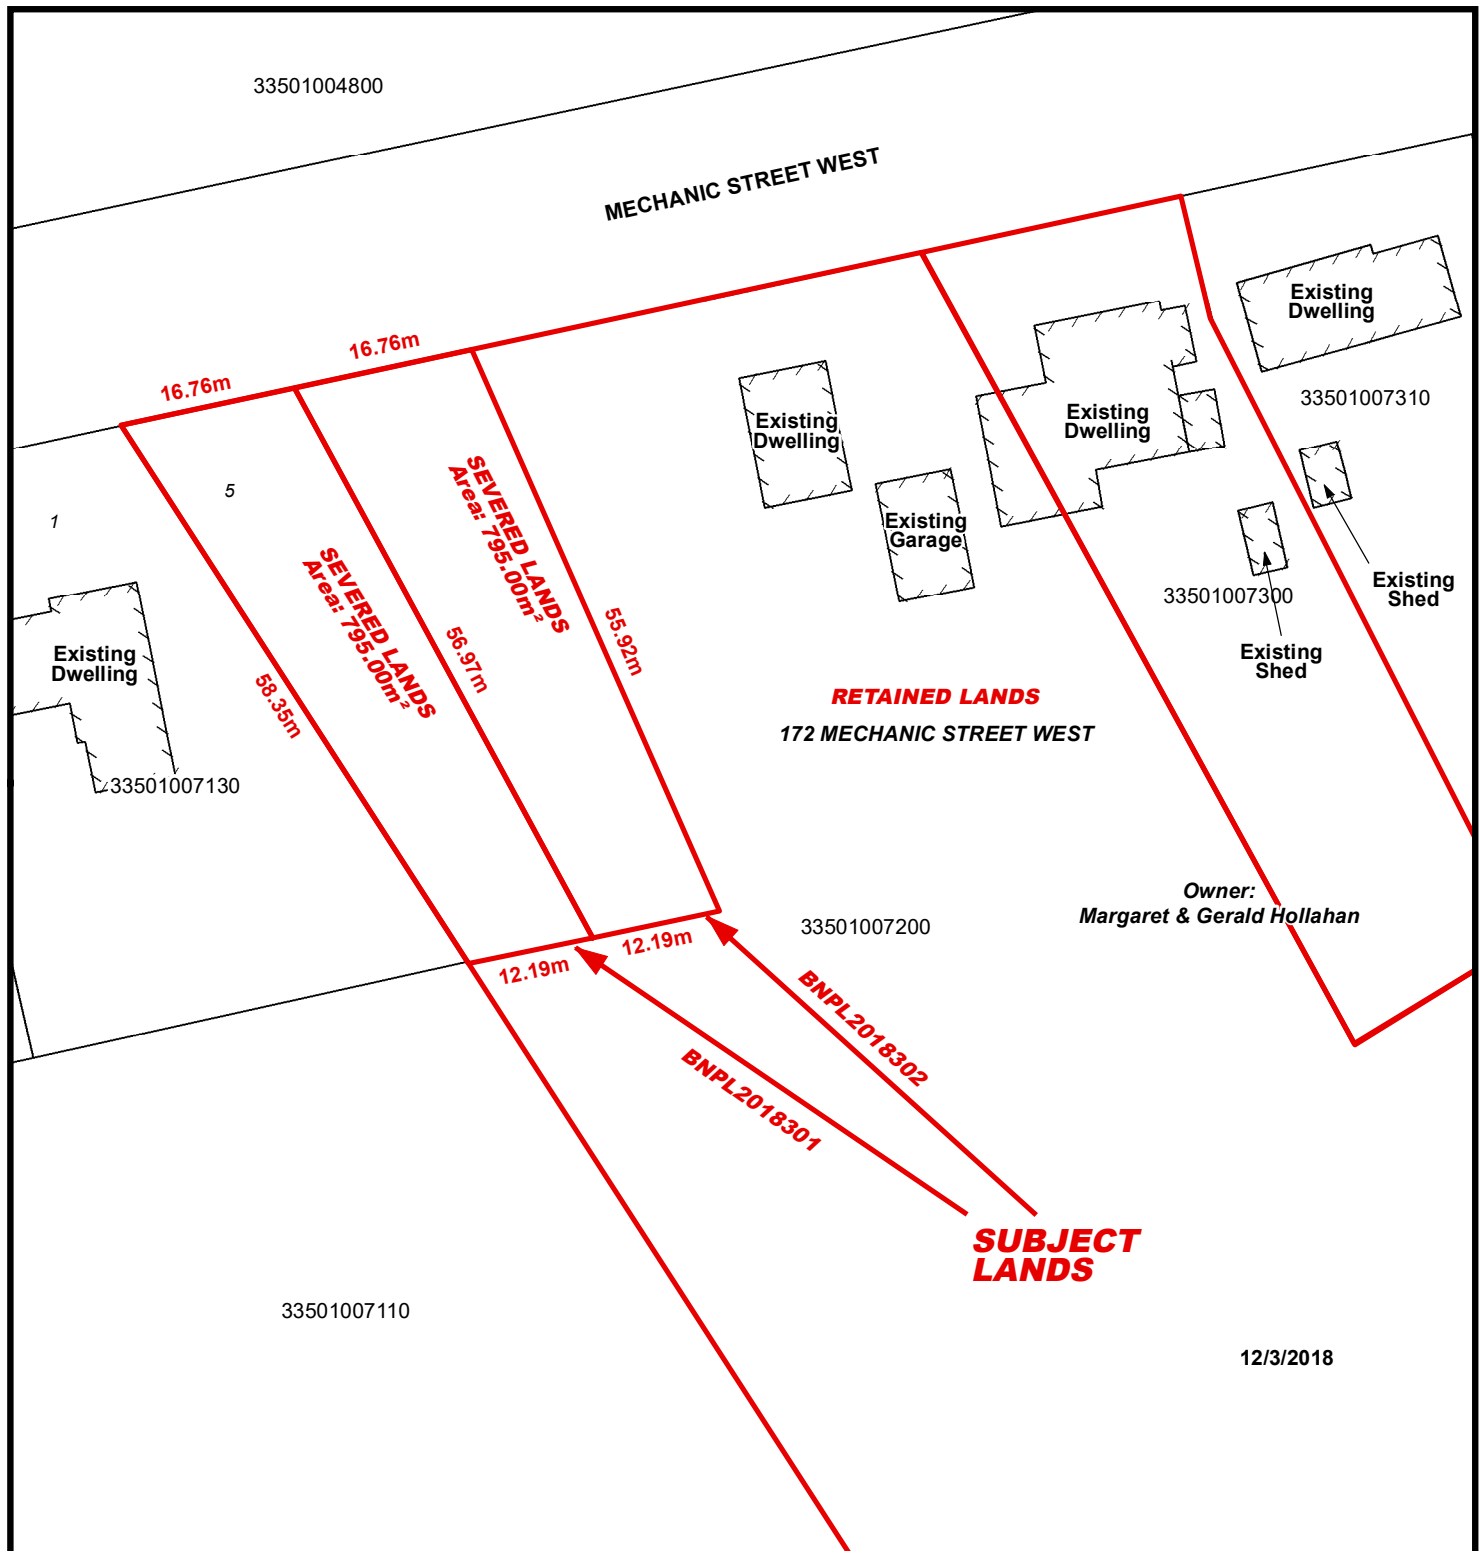 33501004800
MECHANIC STREET WEST
16.76m
16.76m
Existing
Dwelling
33501007310
Existing
Dwelling
Existing
Dwelling
5
1
SEVERED LANDS
Area: 795.00m²
SEVERED LANDS
Area: 795.00m²
Existing
Garage
Existing
Shed
33501007300
Existing
Shed
55.92m
56.97m
58.35m
Existing
Dwelling
33501007130
RETAINED LANDS
172 MECHANIC STREET WEST
Owner:
Margaret & Gerald Hollahan
33501007200
12.19m
12.19m
BNPL2018302
BNPL2018301
SUBJECT
LANDS
33501007110
12/3/2018